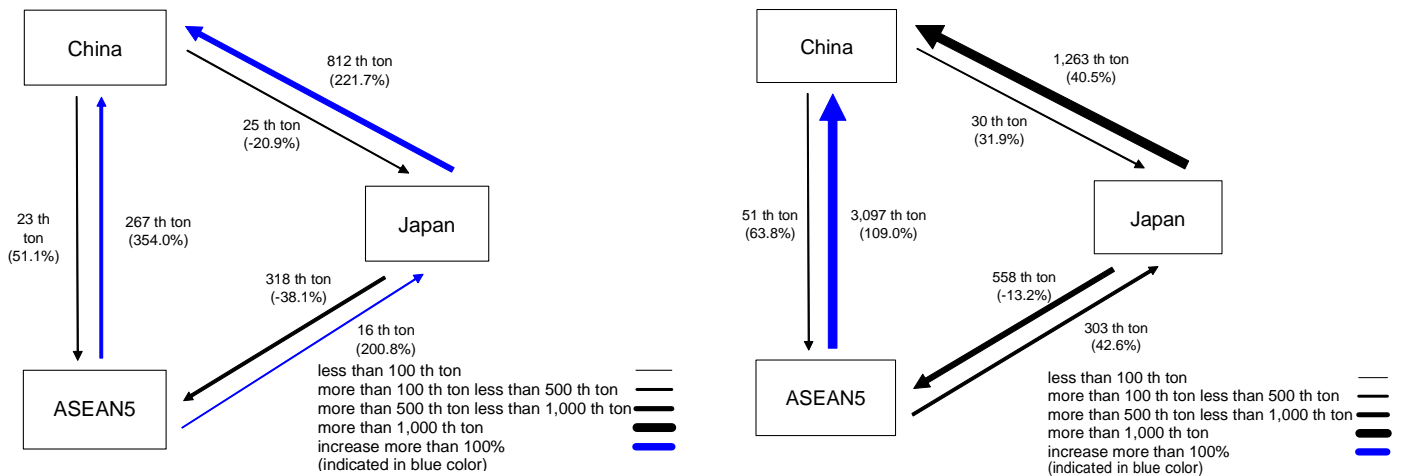 China
812 th ton
(221.7%)
25 th ton
(-20.9%)
Japan
23 th
ton
(51.1%)
267 th ton
(354.0%)
318 th ton
(-38.1%)
16 th ton
(200.8%)
ASEAN5
less than 100 th ton
more than 100 th ton less than 500 th ton
more than 500 th ton less than 1,000 th ton
more than 1,000 th ton
increase more than 100%
(indicated in blue color)
China
1,263 th ton
(40.5%)
30 th ton
(31.9%)
Japan
51 th ton
(63.8%)
3,097 th ton
(109.0%)
558 th ton
(-13.2%)
303 th ton
(42.6%)
ASEAN5
less than 100 th ton
more than 100 th ton less than 500 th ton
more than 500 th ton less than 1,000 th ton
more than 1,000 th ton
increase more than 100%
(indicated in blue color)